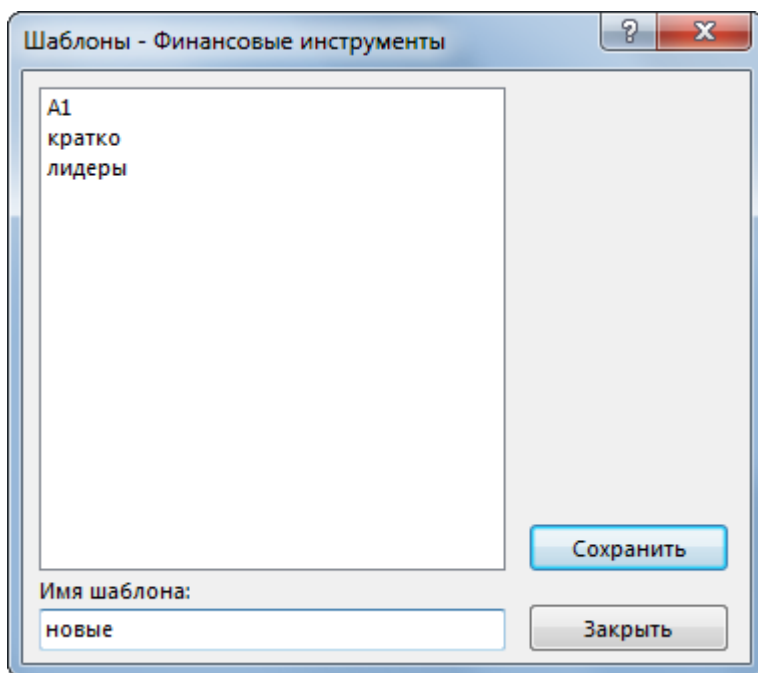 Шаблоны - Финансовые инструменты
?
A1
кратко
лидеры
Сохранить
Имя шаблона:
новые
Закрыть